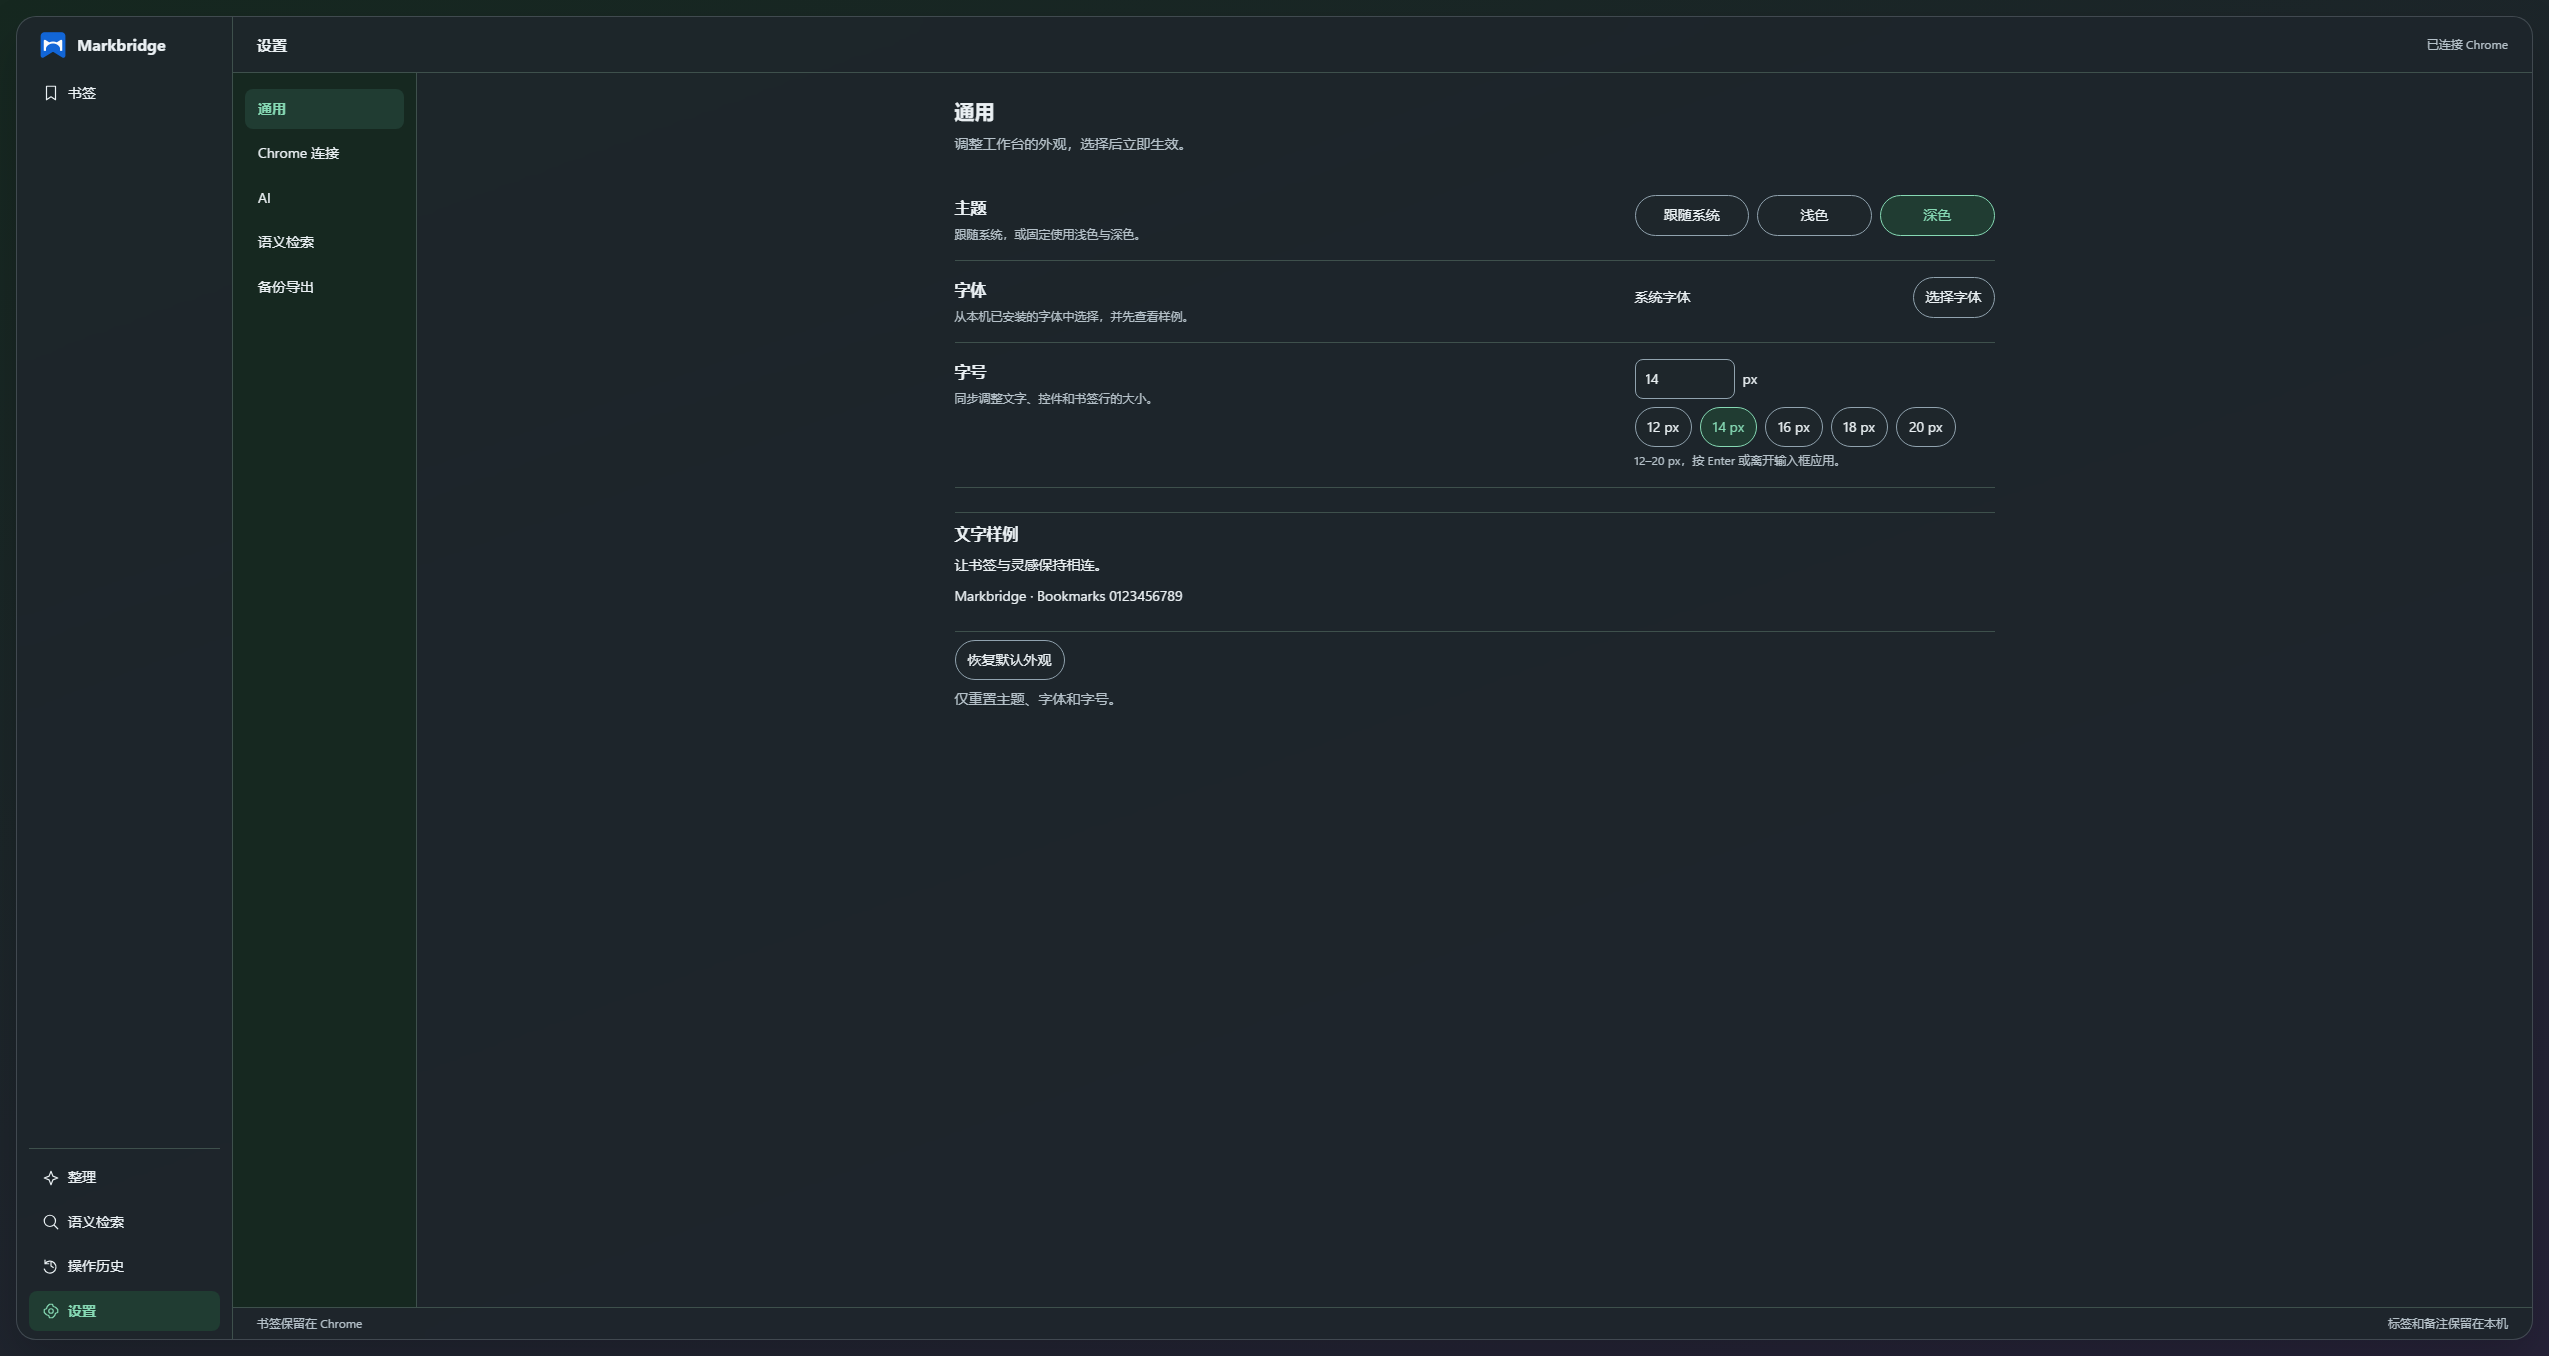 Markbridge
书签
整理
语义检索
操作历史
设置
设置
已连接 Chrome
通用
Chrome 连接
AI
语义检索
备份导出
通用
调整工作台的外观，选择后立即生效。
主题
跟随系统，或固定使用浅色与深色。
跟随系统 浅色 深色
字体
从本机已安装的字体中选择，并先查看样例。
系统字体 选择字体
字号
同步调整文字、控件和书签行的大小。
14 px
12 px 14 px 16 px 18 px 20 px
12–20 px，按 Enter 或离开输入框应用。
文字样例
让书签与灵感保持相连。
Markbridge · Bookmarks 0123456789
恢复默认外观
仅重置主题、字体和字号。
书签保留在 Chrome
标签和备注保留在本机